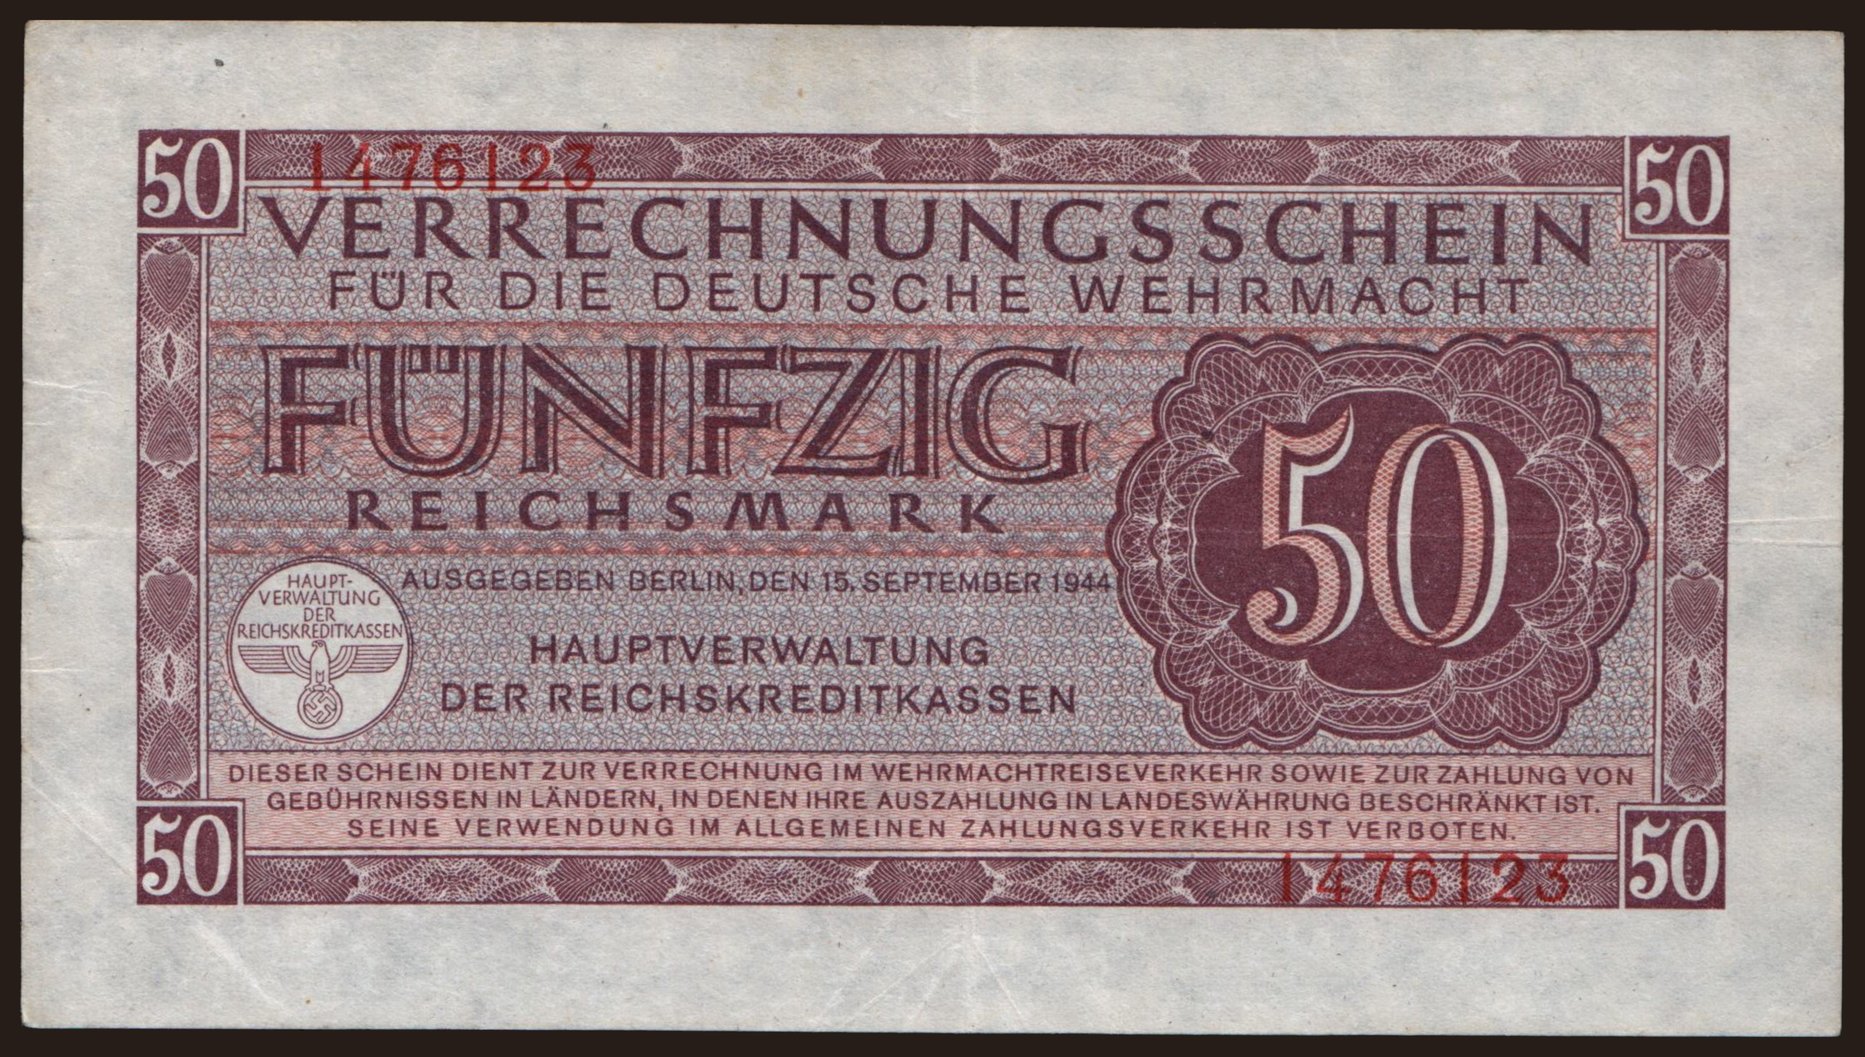 50 1476123 50
VERRECHNUNGSSCHEIN
FÜR DIE DEUTSCHE WEHRMACHT
FÜNFZIG
REICHSMARK
50
HAUPT-
VERWALTUNG
DER
REICHSKREDITKASSEN
AUSGEGEBEN BERLIN, DEN 15. SEPTEMBER 1944
HAUPTVERWALTUNG
DER REICHSKREDITKASSEN
DIESER SCHEIN DIENT ZUR VERRECHNUNG IM WEHRMACHTREISEVERKEHR SOWIE ZUR ZAHLUNG VON
GEBÜHRNISSEN IN LÄNDERN, IN DENEN IHRE AUSZAHLUNG IN LANDESWÄHRUNG BESCHRÄNKT IST.
SEINE VERWENDUNG IM ALLGEMEINEN ZAHLUNGSVERKEHR IST VERBOTEN.
50 1476123 50